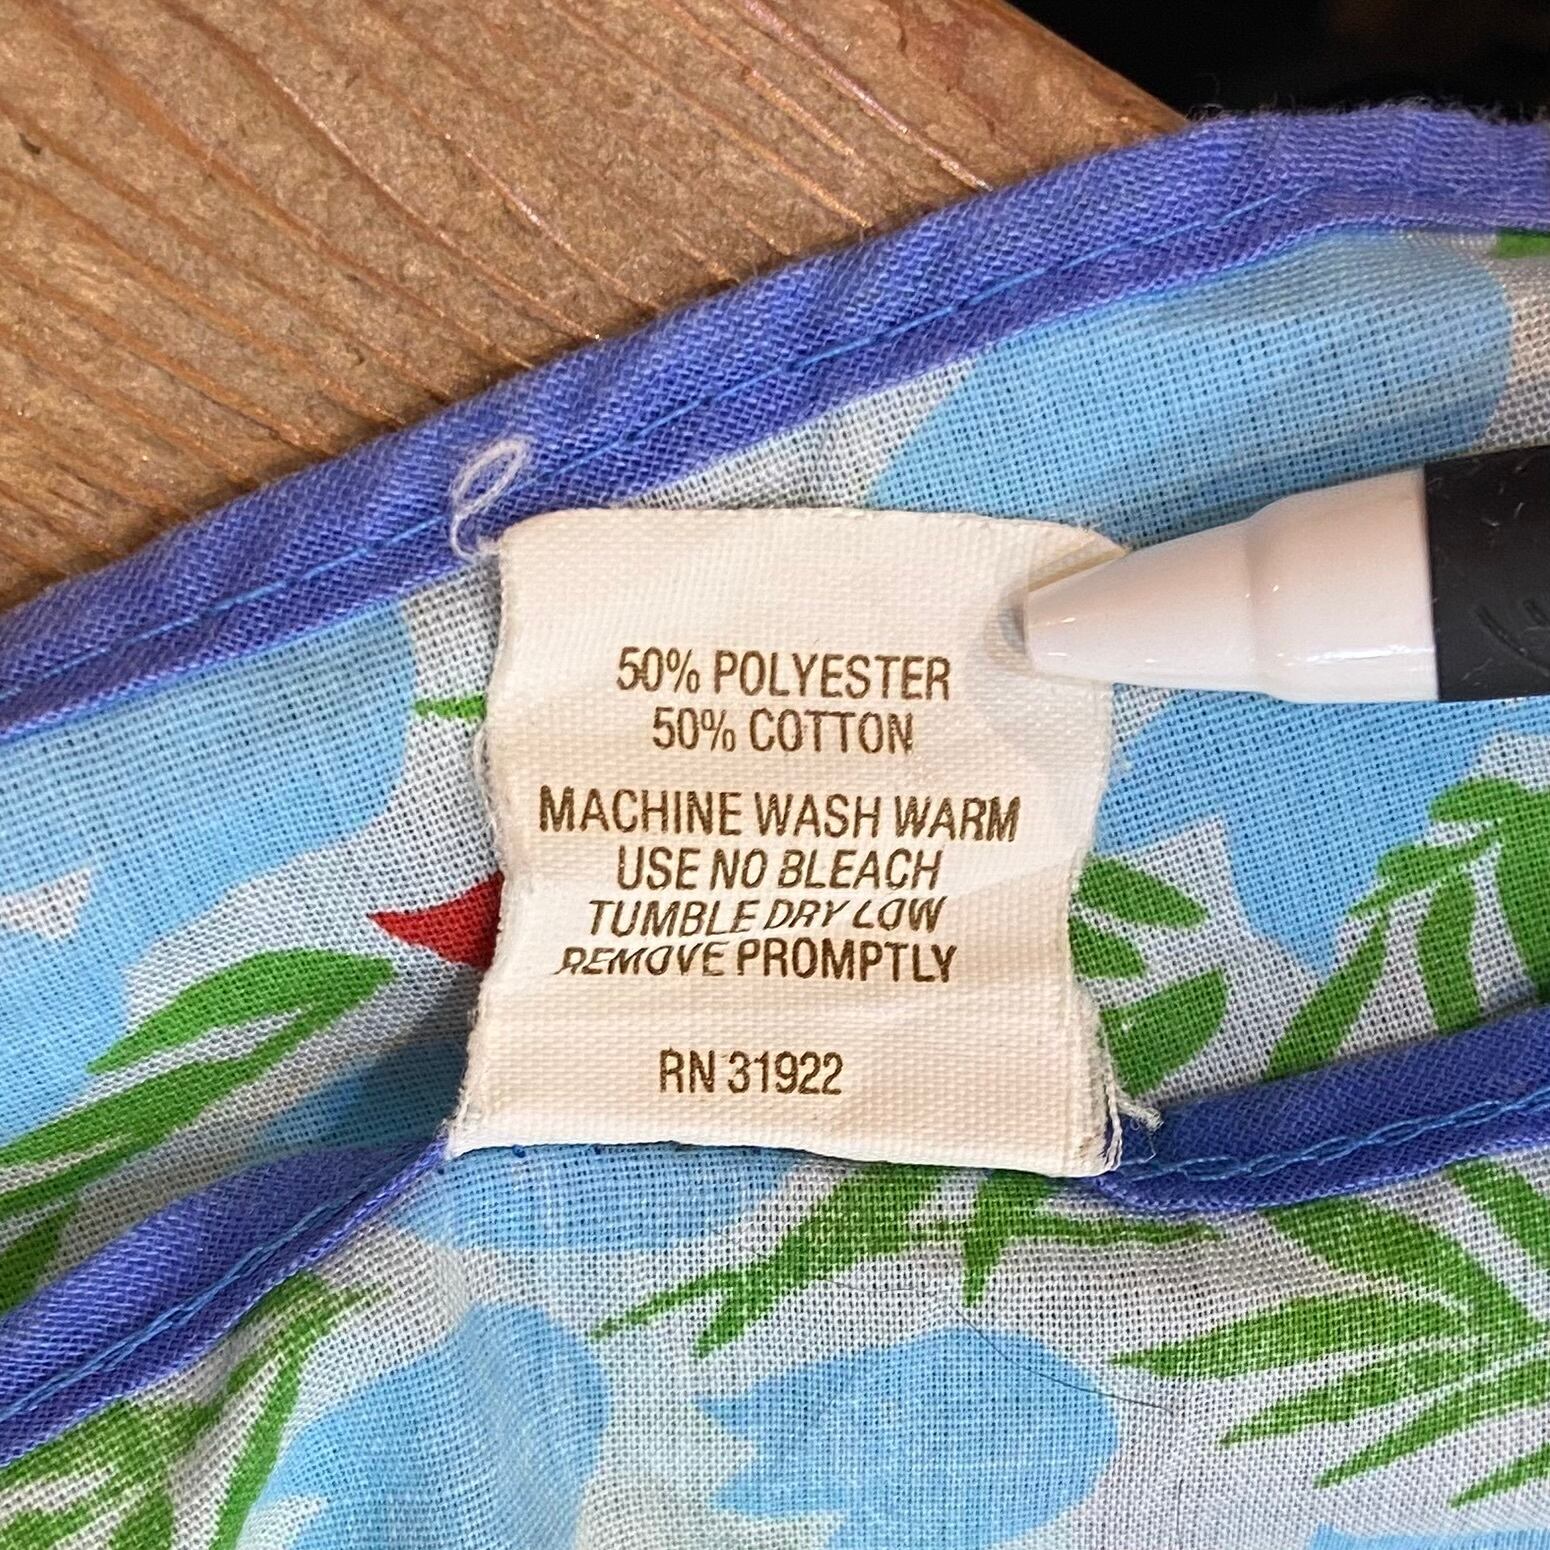 50% POLYESTER
50% COTTON
MACHINE WASH WARM
USE NO BLEACH
TUMBLE DRY LOW
REMOVE PROMPTLY
RN 31922